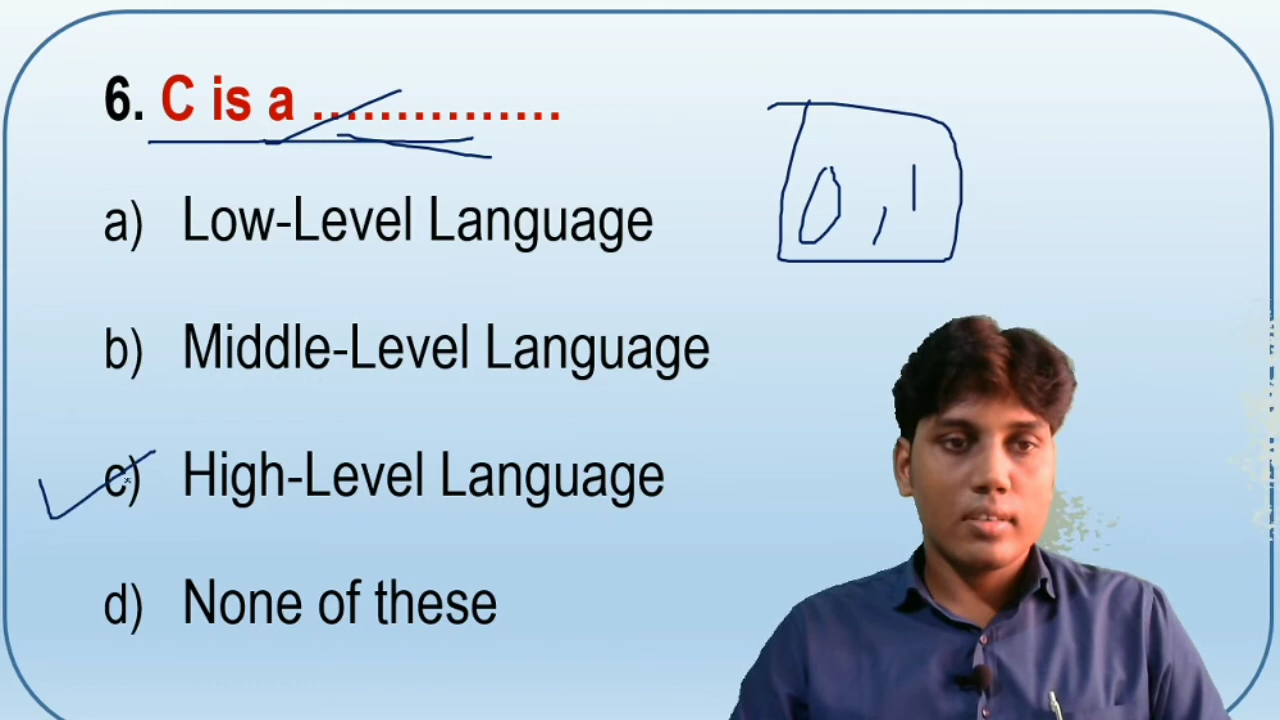 6. C is a ...............
0 , 1
a) Low-Level Language
b) Middle-Level Language
c) High-Level Language
d) None of these